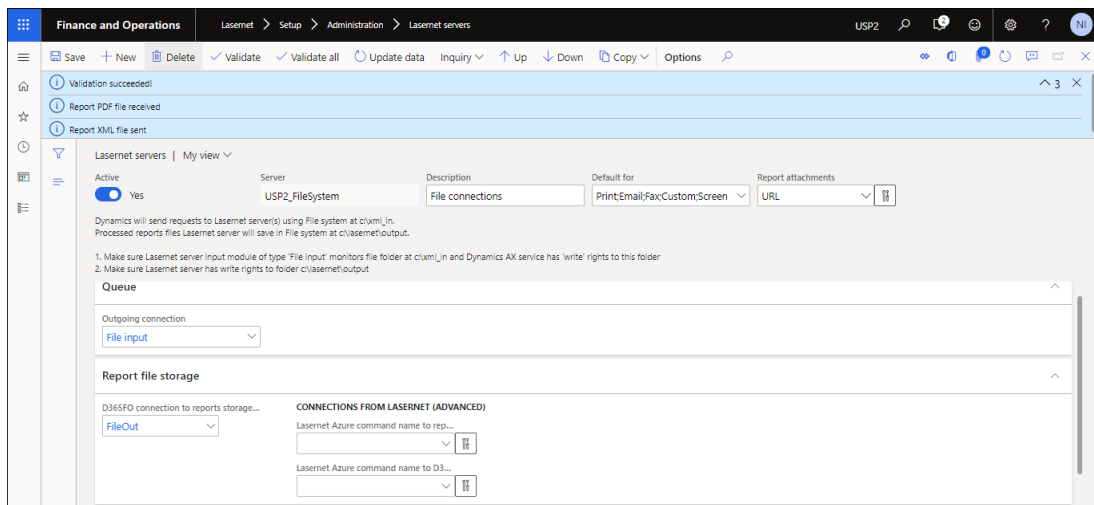 Finance and Operations
Lasernet > Setup > Administration > Lasernet servers
USP2
2
?
NI
Save
New
Delete
Validate
Validate all
Update data
Inquiry
Up
Down
Copy
Options
0
Validation succeeded!
3
Report PDF file received
Report XML file sent
Lasernet servers | My view
Active
Server
Description
Default for
Report attachments
Yes
USP2_FileSystem
File connections
Print;Email;Fax;Custom;Screen
URL
Dynamics will send requests to Lasernet server(s) using File system at c:\xml_in.
Processed reports files Lasernet server will save in File system at c:\lasernet\output.
1. Make sure Lasernet server input module of type 'File input' monitors file folder at c:\xml_in and Dynamics AX service has 'write' rights to this folder
2. Make sure Lasernet server has write rights to folder c:\lasernet\output
Queue
Outgoing connection
File input
Report file storage
D365FO connection to reports storage...
CONNECTIONS FROM LASERNET (ADVANCED)
FileOut
Lasernet Azure command name to rep...
Lasernet Azure command name to D3...